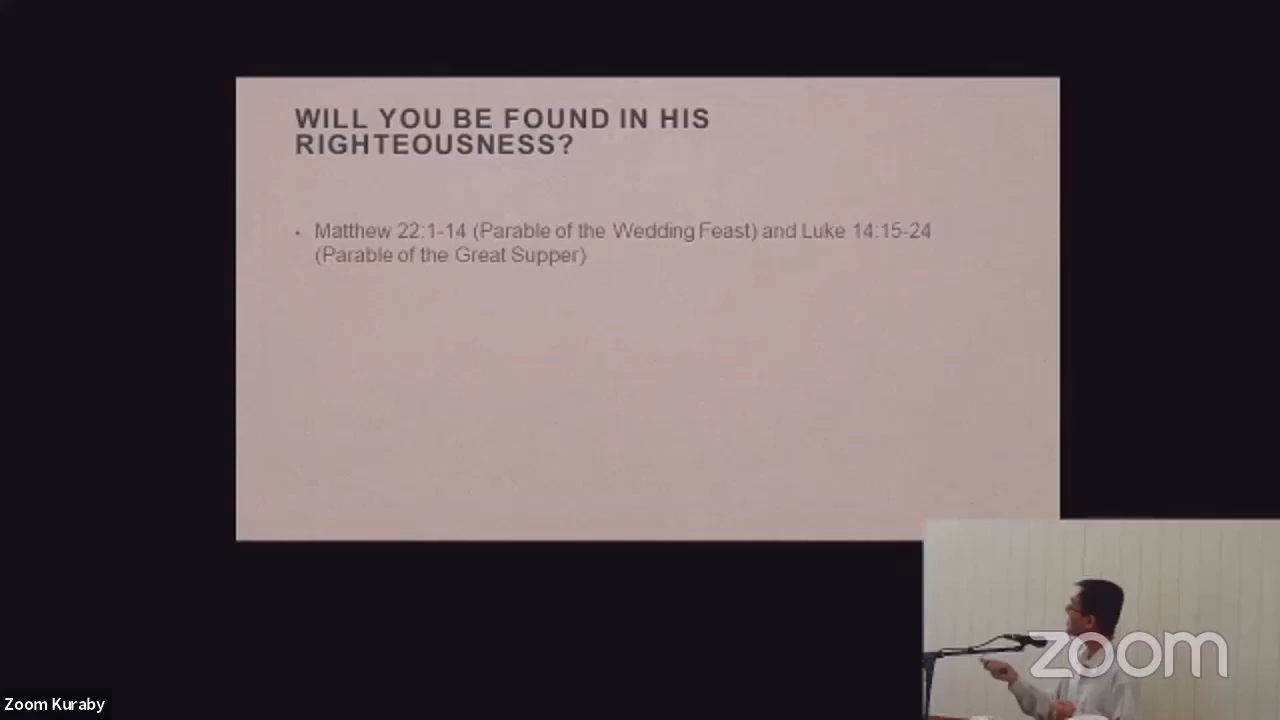 WILL YOU BE FOUND IN HIS
RIGHTEOUSNESS?
• Matthew 22:1-14 (Parable of the Wedding Feast) and Luke 14:15-24
(Parable of the Great Supper)
zoom
Zoom Kuraby